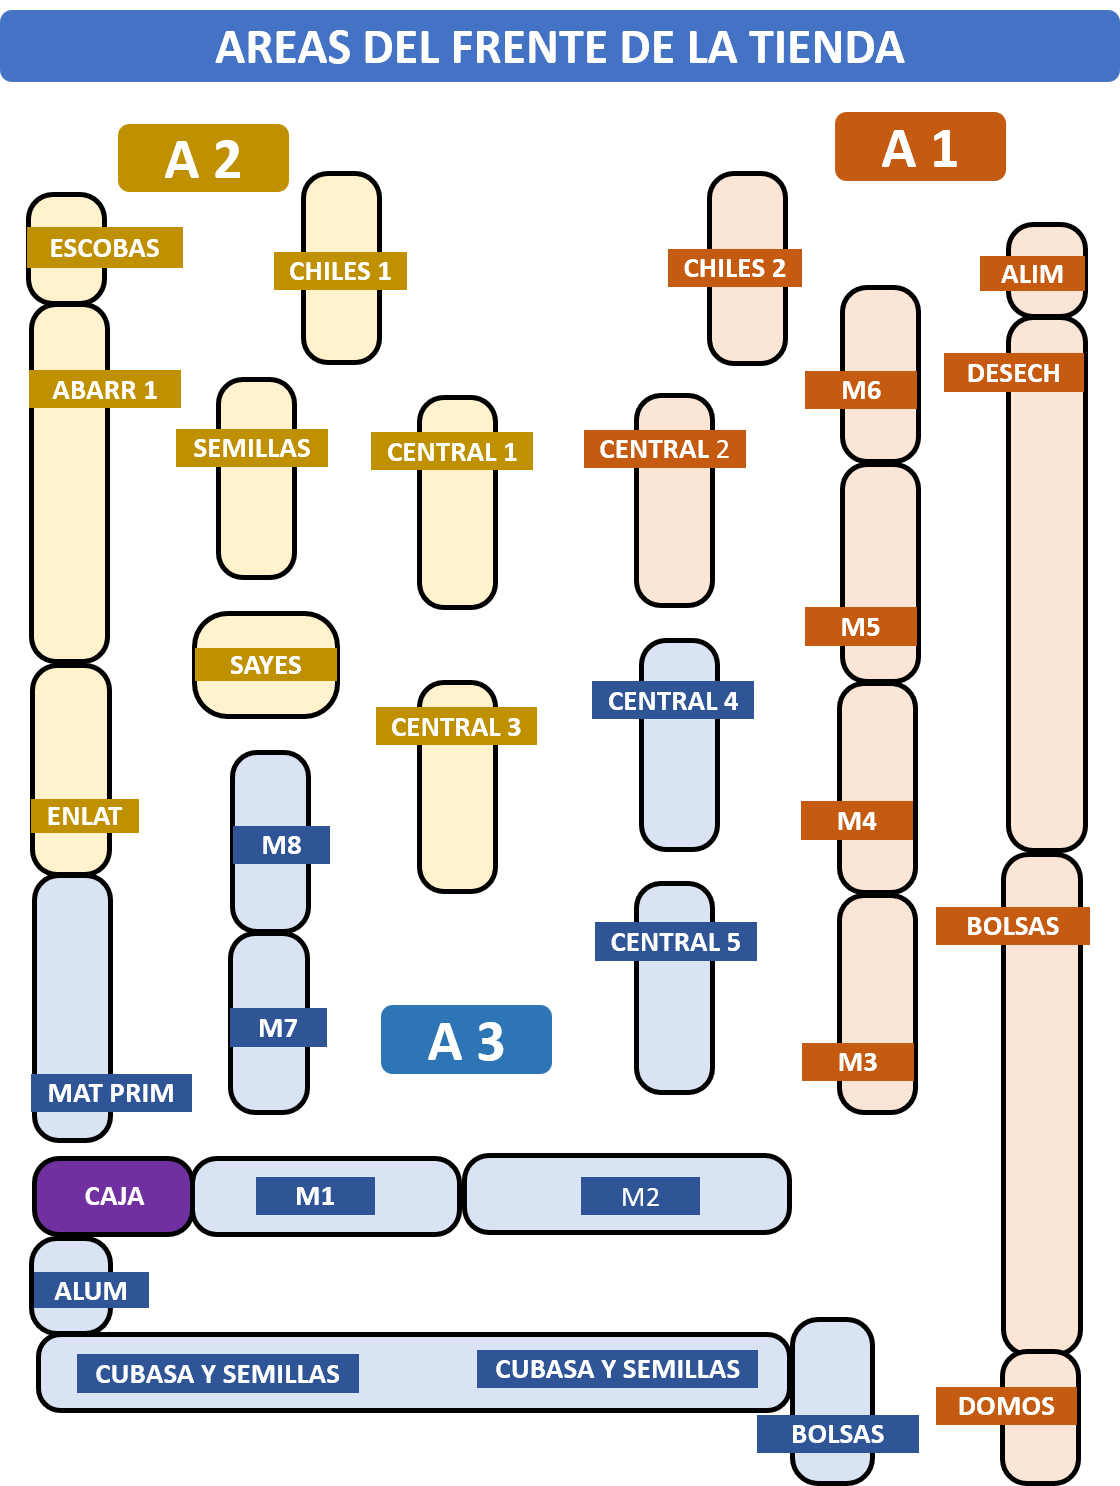 AREAS DEL FRENTE DE LA TIENDA
A 2
A 1
ESCOBAS
CHILES 1
CHILES 2
ALIM
ABARR 1
M6
DESECH
SEMILLAS
CENTRAL 1
CENTRAL 2
M5
SAYES
CENTRAL 3
CENTRAL 4
ENLAT
M8
M4
BOLSAS
CENTRAL 5
M7
A 3
M3
MAT PRIM
CAJA
M1
M2
ALUM
CUBASA Y SEMILLAS
CUBASA Y SEMILLAS
BOLSAS
DOMOS